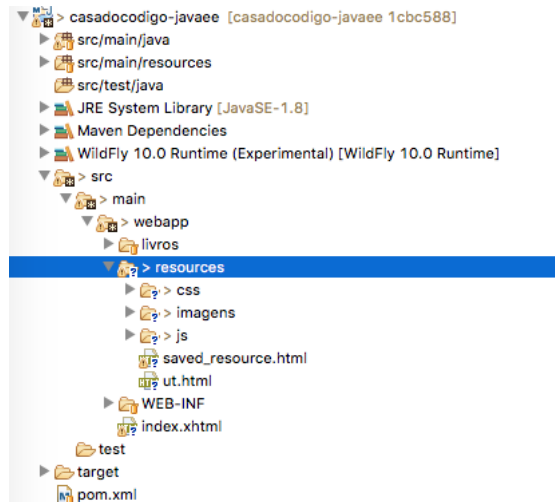 > casadocodigo-javaee [casadocodigo-javaee 1cbc588]
> src/main/java
> src/main/resources
src/test/java
JRE System Library [JavaSE-1.8]
Maven Dependencies
WildFly 10.0 Runtime (Experimental) [WildFly 10.0 Runtime]
> src
> main
> webapp
livros
> resources
> css
> imagens
> js
saved_resource.html
ut.html
WEB-INF
index.xhtml
test
target
pom.xml